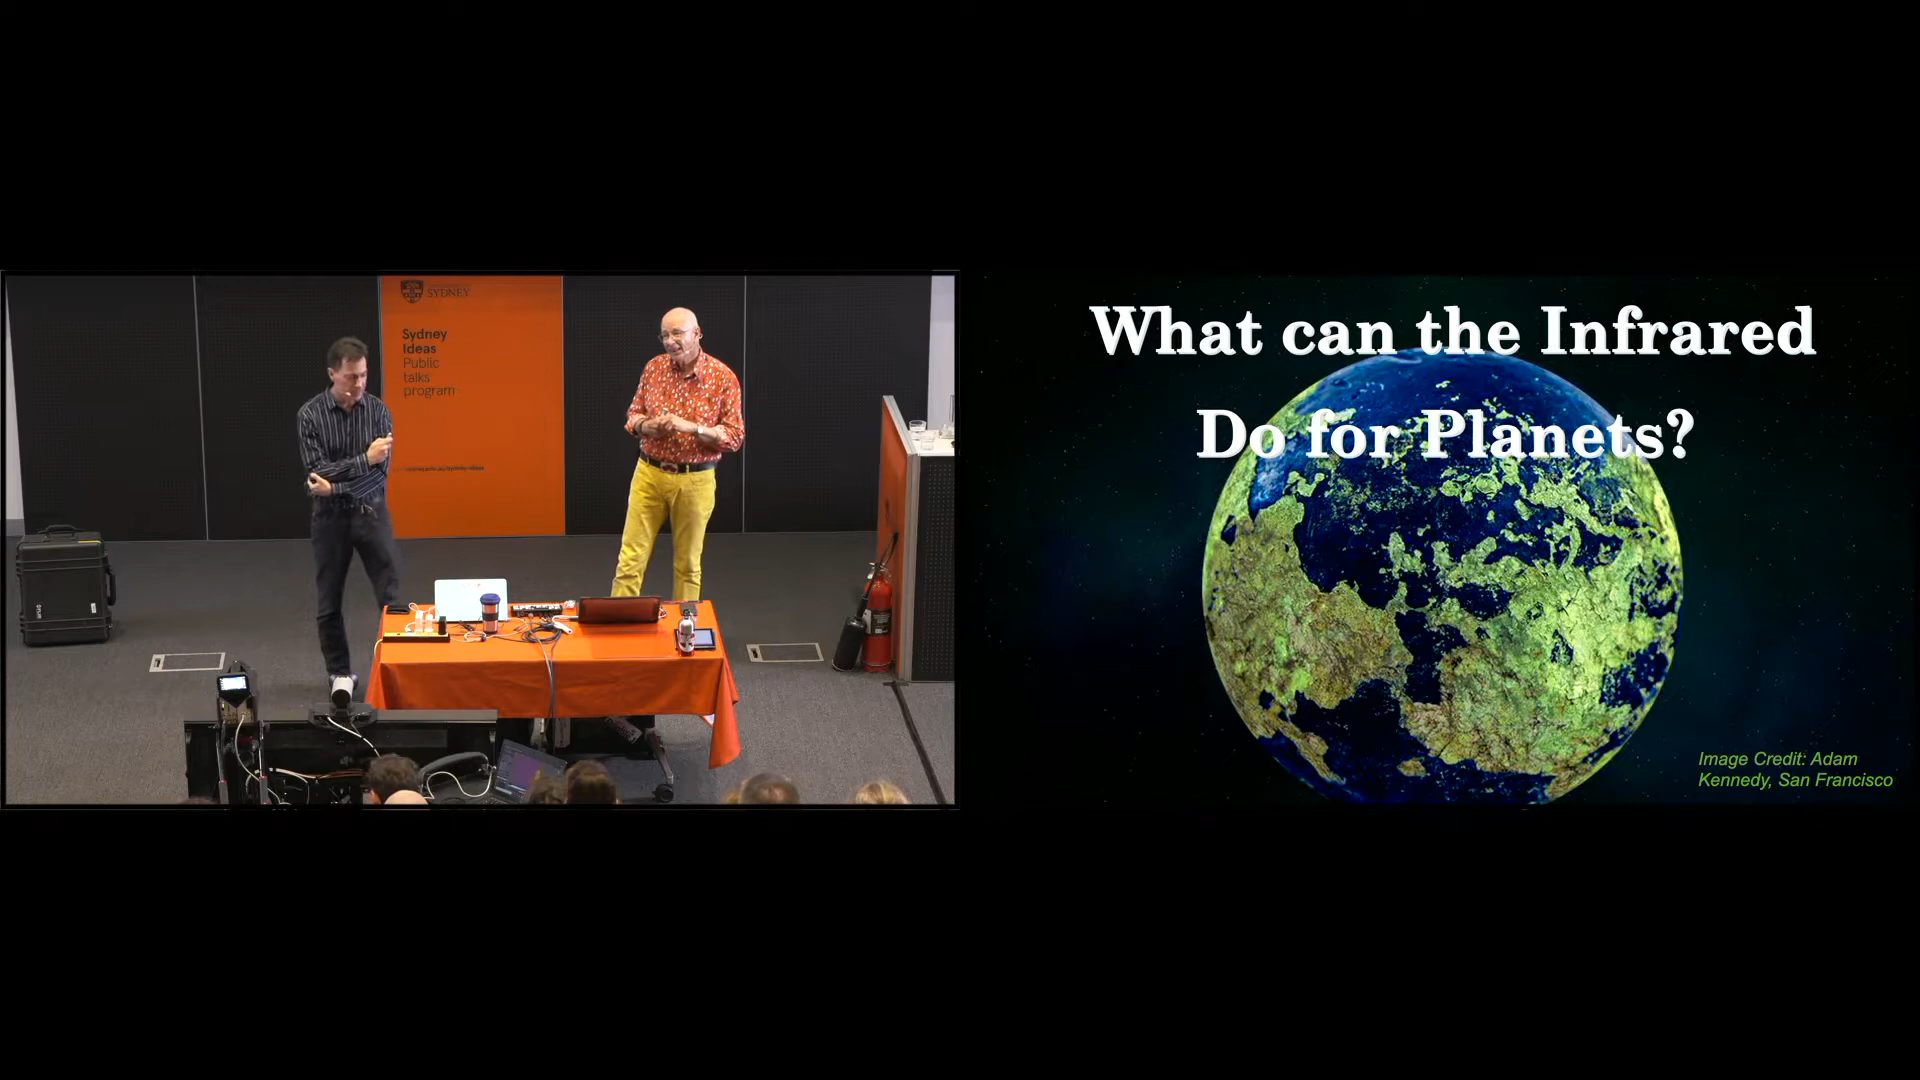 SYDNEY
Sydney
Ideas
Public
talks
program
What can the Infrared
Do for Planets?
Image Credit: Adam
Kennedy, San Francisco